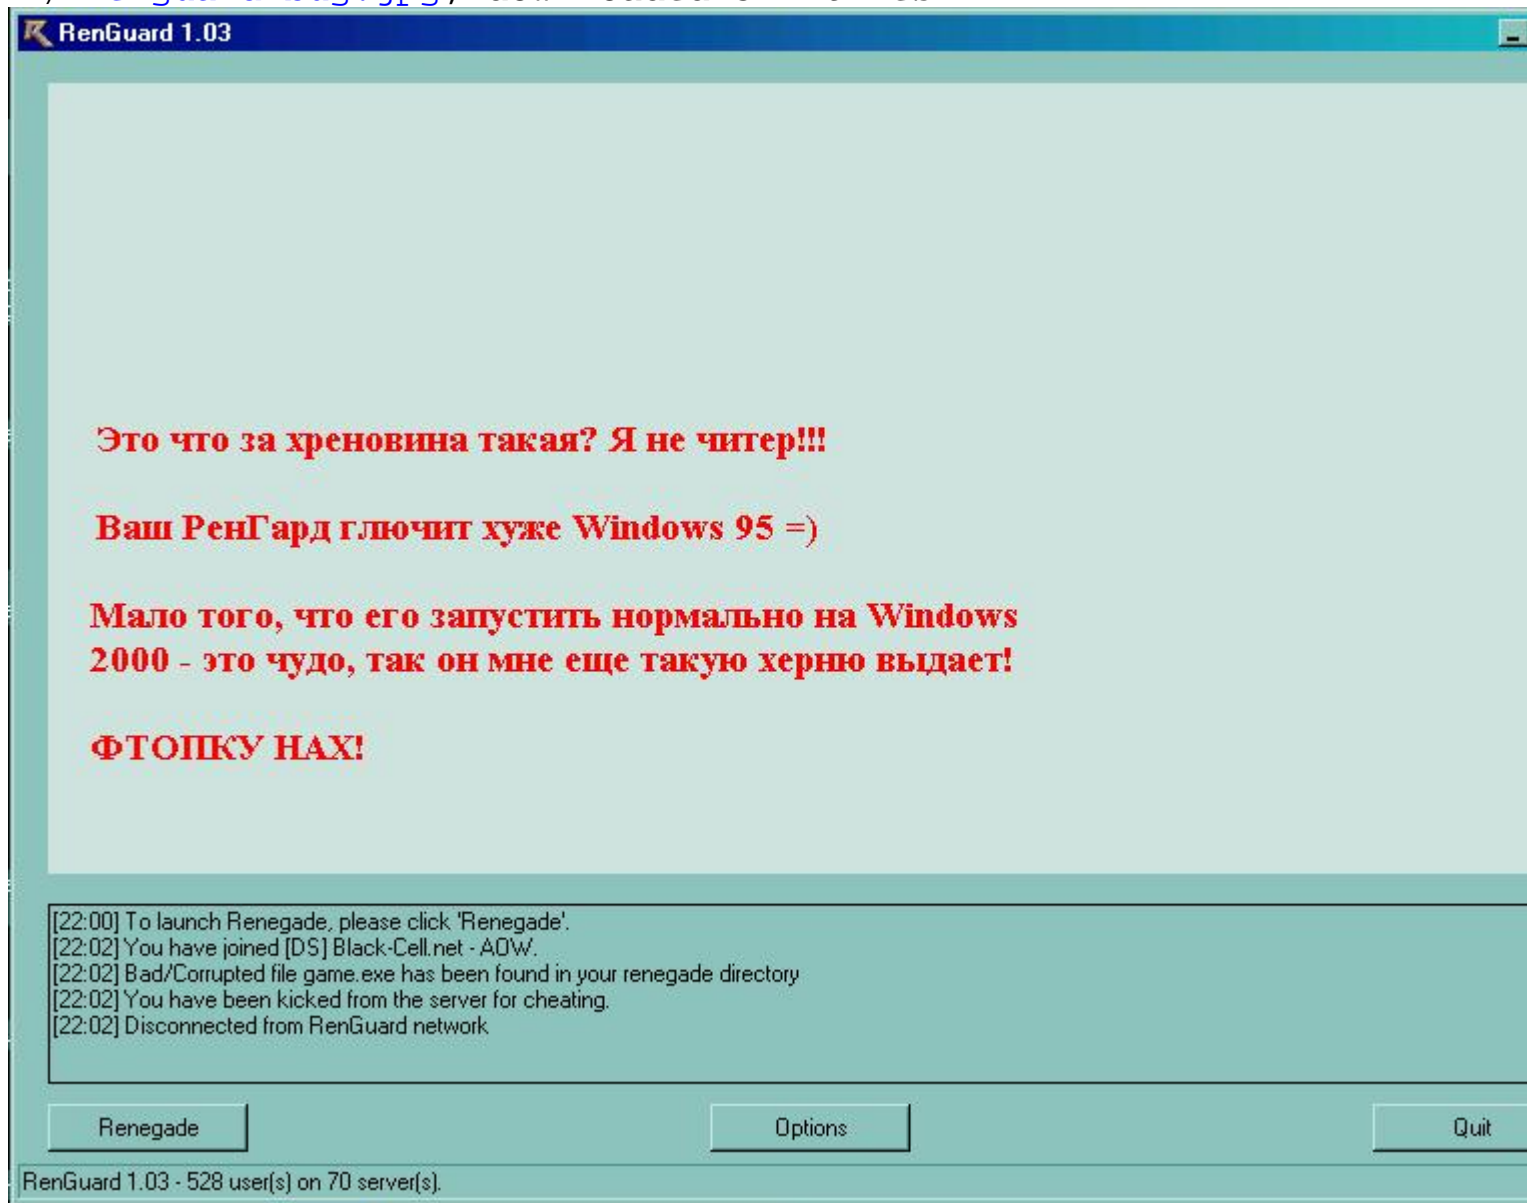 RenGuard 1.03
Это что за хреновина такая? Я не читер!!!
Ваш РенГард глючит хуже Windows 95 =)
Мало того, что его запустить нормально на Windows
2000 - это чудо, так он мне еще такую херню выдает!
ФТОПКУ НАХ!
[22:00] To launch Renegade, please click 'Renegade'.
[22:02] You have joined [DS] Black-Cell.net - AOW.
[22:02] Bad/Corrupted file game.exe has been found in your renegade directory
[22:02] You have been kicked from the server for cheating.
[22:02] Disconnected from RenGuard network
Renegade
Options
Quit
RenGuard 1.03 - 528 user(s) on 70 server(s).